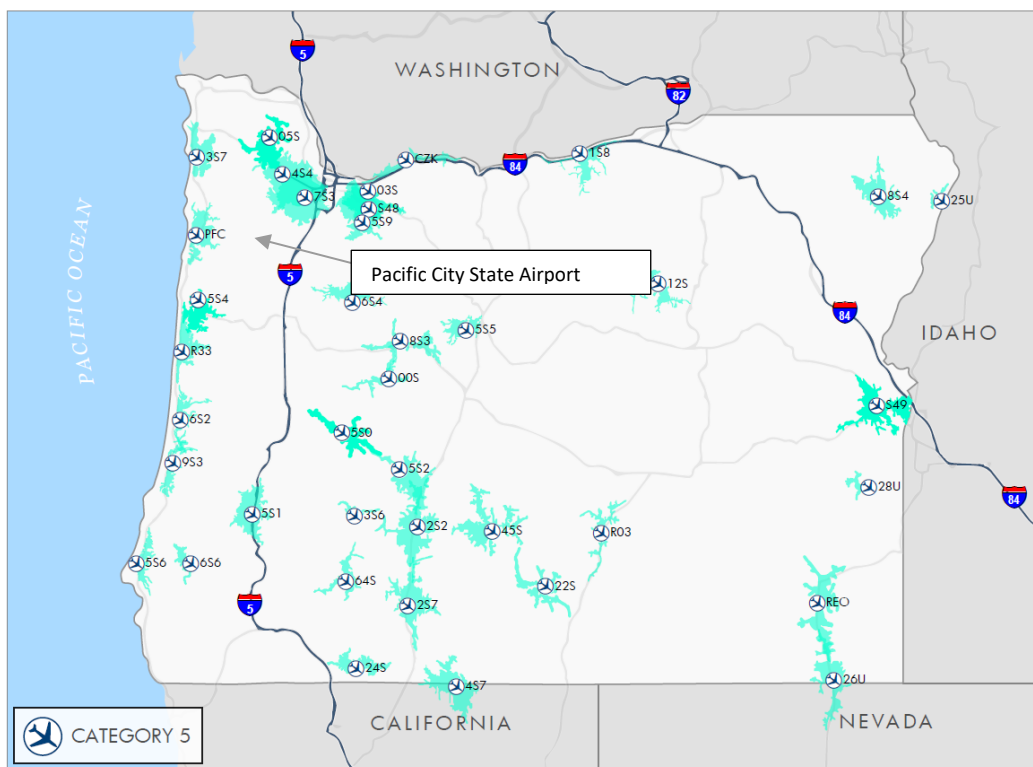 5
WASHINGTON
82
05S
84
1S8
3S7
CZK
4S4
03S
8S4
7S3
25U
S48
5S9
PFC
PACIFIC OCEAN
Pacific City State Airport
5
12S
5S4
6S4
84
5S5
IDAHO
8S3
R33
00S
S49
6S2
5S0
9S3
5S2
28U
84
5S1
3S6
2S2
45S
R03
5S6
6S6
64S
22S
5
2S7
REO
24S
26U
4S7
CATEGORY 5
CALIFORNIA
NEVADA